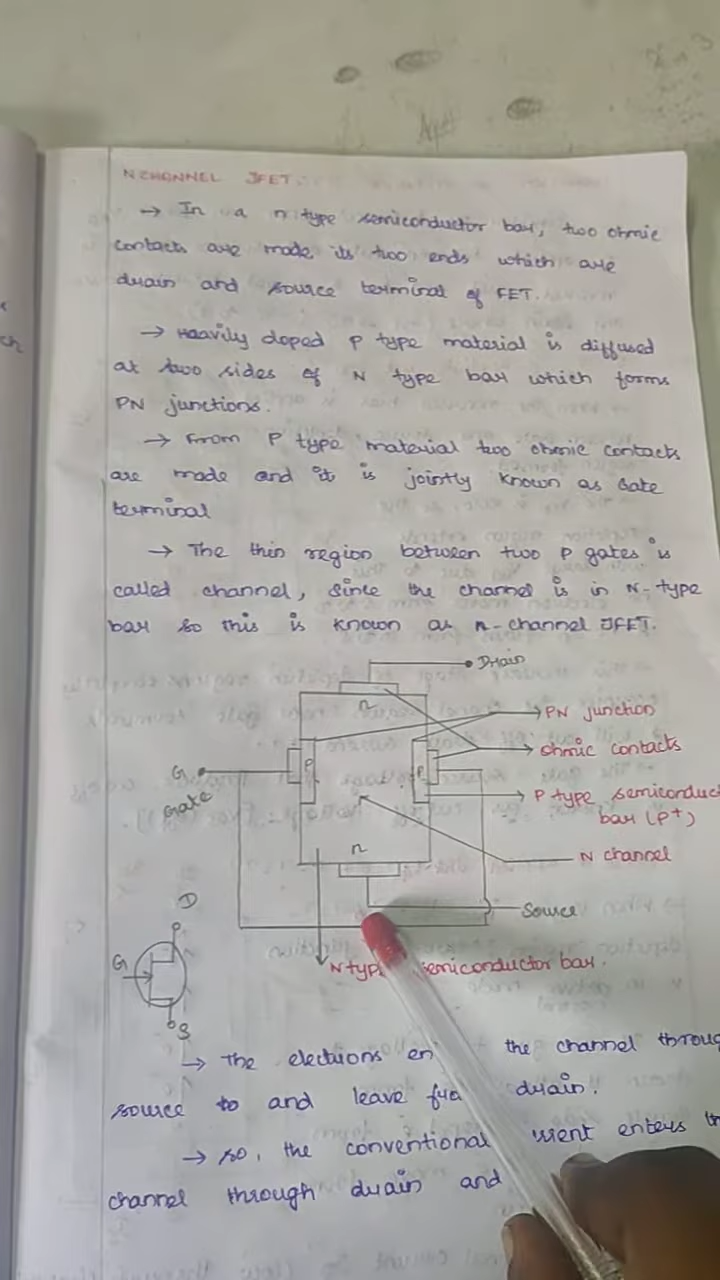 N CHANNEL JFET:
→ In a n type semiconductor bar, two ohmic
contacts are made its two ends which are
drain and source terminal of FET.
→ Heavily doped P type material is diffused
at two sides of N type bar which forms
PN junctions.
→ From P type material two ohmic contacts
are made and it is jointly known as Gate
terminal
→ The thin region between two P gates is
called channel, since the channel is in N-type
bar so this is known as n-channel JFET.
Drain
n
PN junction
ohmic contacts
G
Gate
P
P
P type semiconduct
bar (P+)
n
N channel
Source
N typ emiconductor bar.
D
G
S
→ The electrons en the channel throug
source to and leave drain.
→ so, the conventional enters
channel through drain and